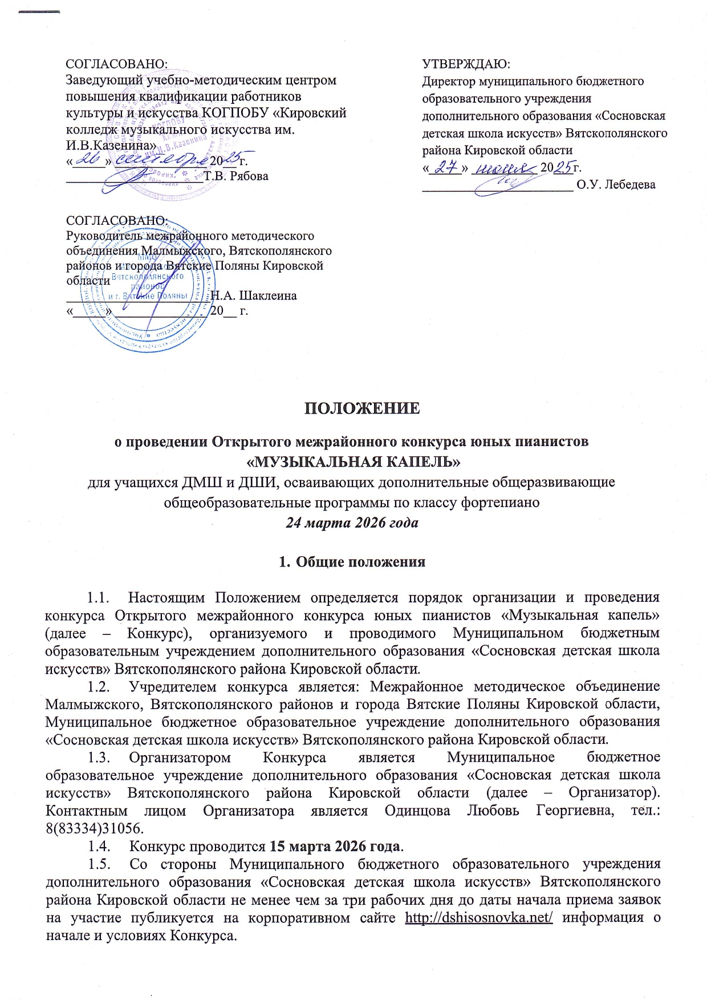 СОГЛАСОВАНО:
Заведующий учебно-методическим центром
повышения квалификации работников
культуры и искусства КОГПОБУ «Кировский
колледж музыкального искусства им.
И.В.Казенина»
«26» сентября 2025 г.
Т.В. Рябова
УТВЕРЖДАЮ:
Директор муниципального бюджетного
образовательного учреждения
дополнительного образования «Сосновская
детская школа искусств» Вятскополянского
района Кировской области
«27» июня 2025г.
О.У. Лебедева
СОГЛАСОВАНО:
Руководитель межрайонного методического
объединения Малмыжского, Вятскополянского
районов и города Вятские Поляны Кировской
области
Н.А. Шаклеина
«_____» ______________ 20__ г.
КОГПОБУ
им.И.В.Казенина
ММО
Вятскополянского
районов
и г. Вятские Поляны
ПОЛОЖЕНИЕ
о проведении Открытого межрайонного конкурса юных пианистов
«МУЗЫКАЛЬНАЯ КАПЕЛЬ»
для учащихся ДМШ и ДШИ, осваивающих дополнительные общеразвивающие
общеобразовательные программы по классу фортепиано
24 марта 2026 года
1. Общие положения
1.1. Настоящим Положением определяется порядок организации и проведения
конкурса Открытого межрайонного конкурса юных пианистов «Музыкальная капель»
(далее – Конкурс), организуемого и проводимого Муниципальном бюджетным
образовательным учреждением дополнительного образования «Сосновская детская школа
искусств» Вятскополянского района Кировской области.
1.2. Учредителем конкурса является: Межрайонное методическое объединение
Малмыжского, Вятскополянского районов и города Вятские Поляны Кировской области,
Муниципальное бюджетное образовательное учреждение дополнительного образования
«Сосновская детская школа искусств» Вятскополянского района Кировской области.
1.3. Организатором Конкурса является Муниципальное бюджетное
образовательное учреждение дополнительного образования «Сосновская детская школа
искусств» Вятскополянского района Кировской области (далее – Организатор).
Контактным лицом Организатора является Одинцова Любовь Георгиевна, тел.:
8(83334)31056.
1.4. Конкурс проводится 15 марта 2026 года.
1.5. Со стороны Муниципального бюджетного образовательного учреждения
дополнительного образования «Сосновская детская школа искусств» Вятскополянского
района Кировской области не менее чем за три рабочих дня до даты начала приема заявок
на участие публикуется на корпоративном сайте http://dshisosnovka.net/ информация о
начале и условиях Конкурса.